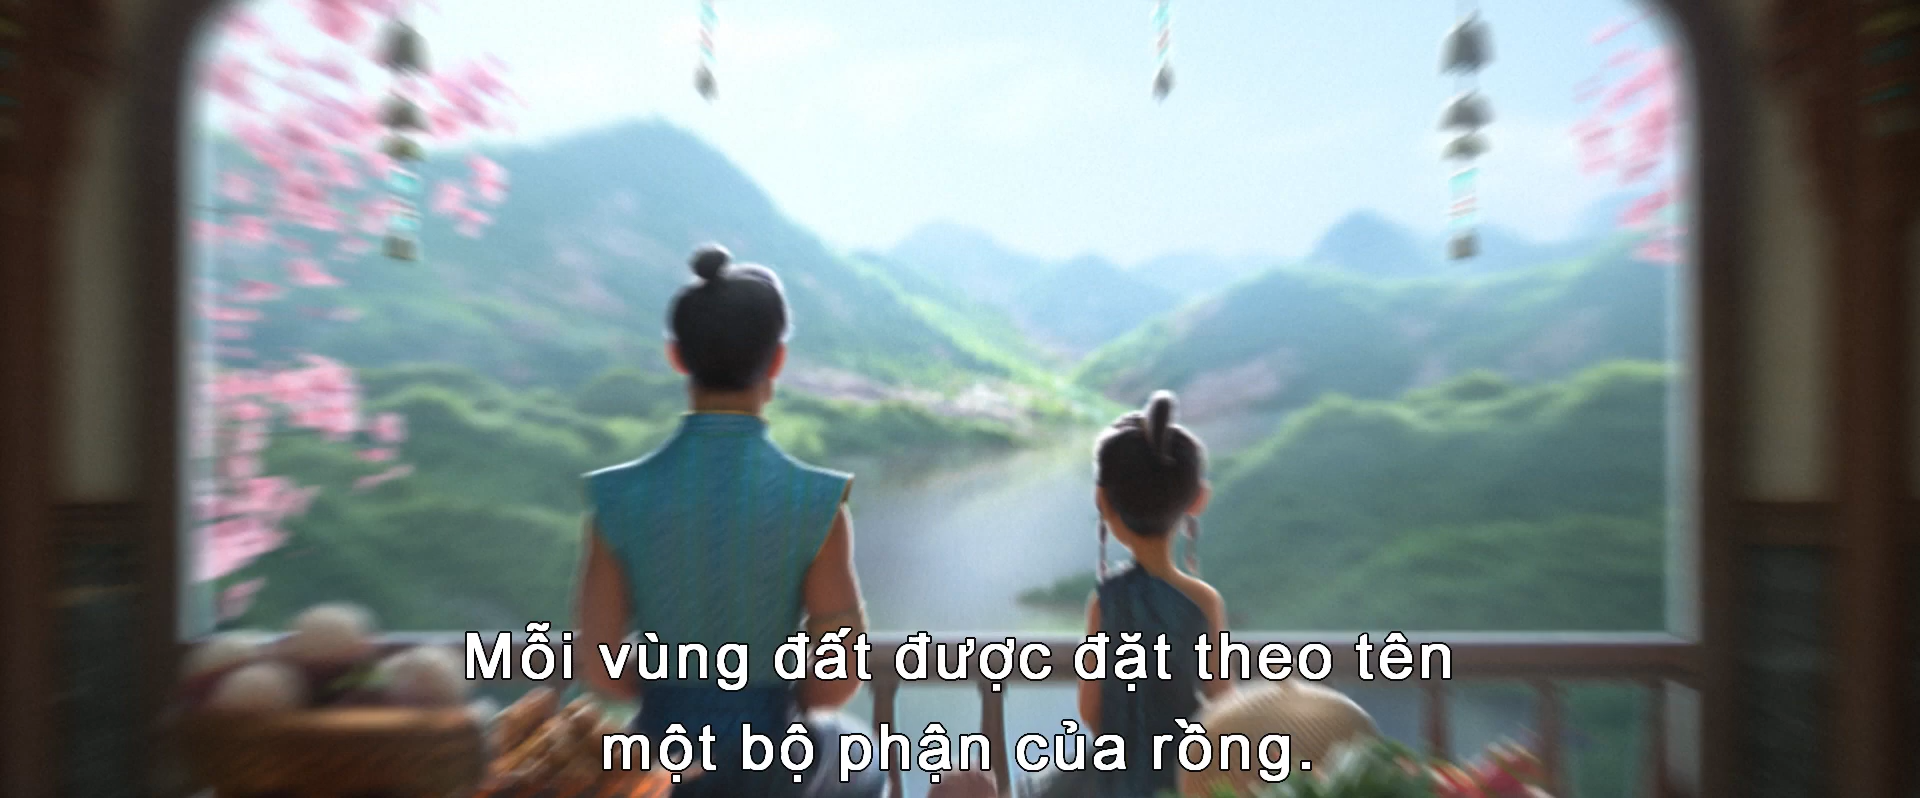 Mỗi vùng đất được đặt theo tên
một bộ phận của rồng.